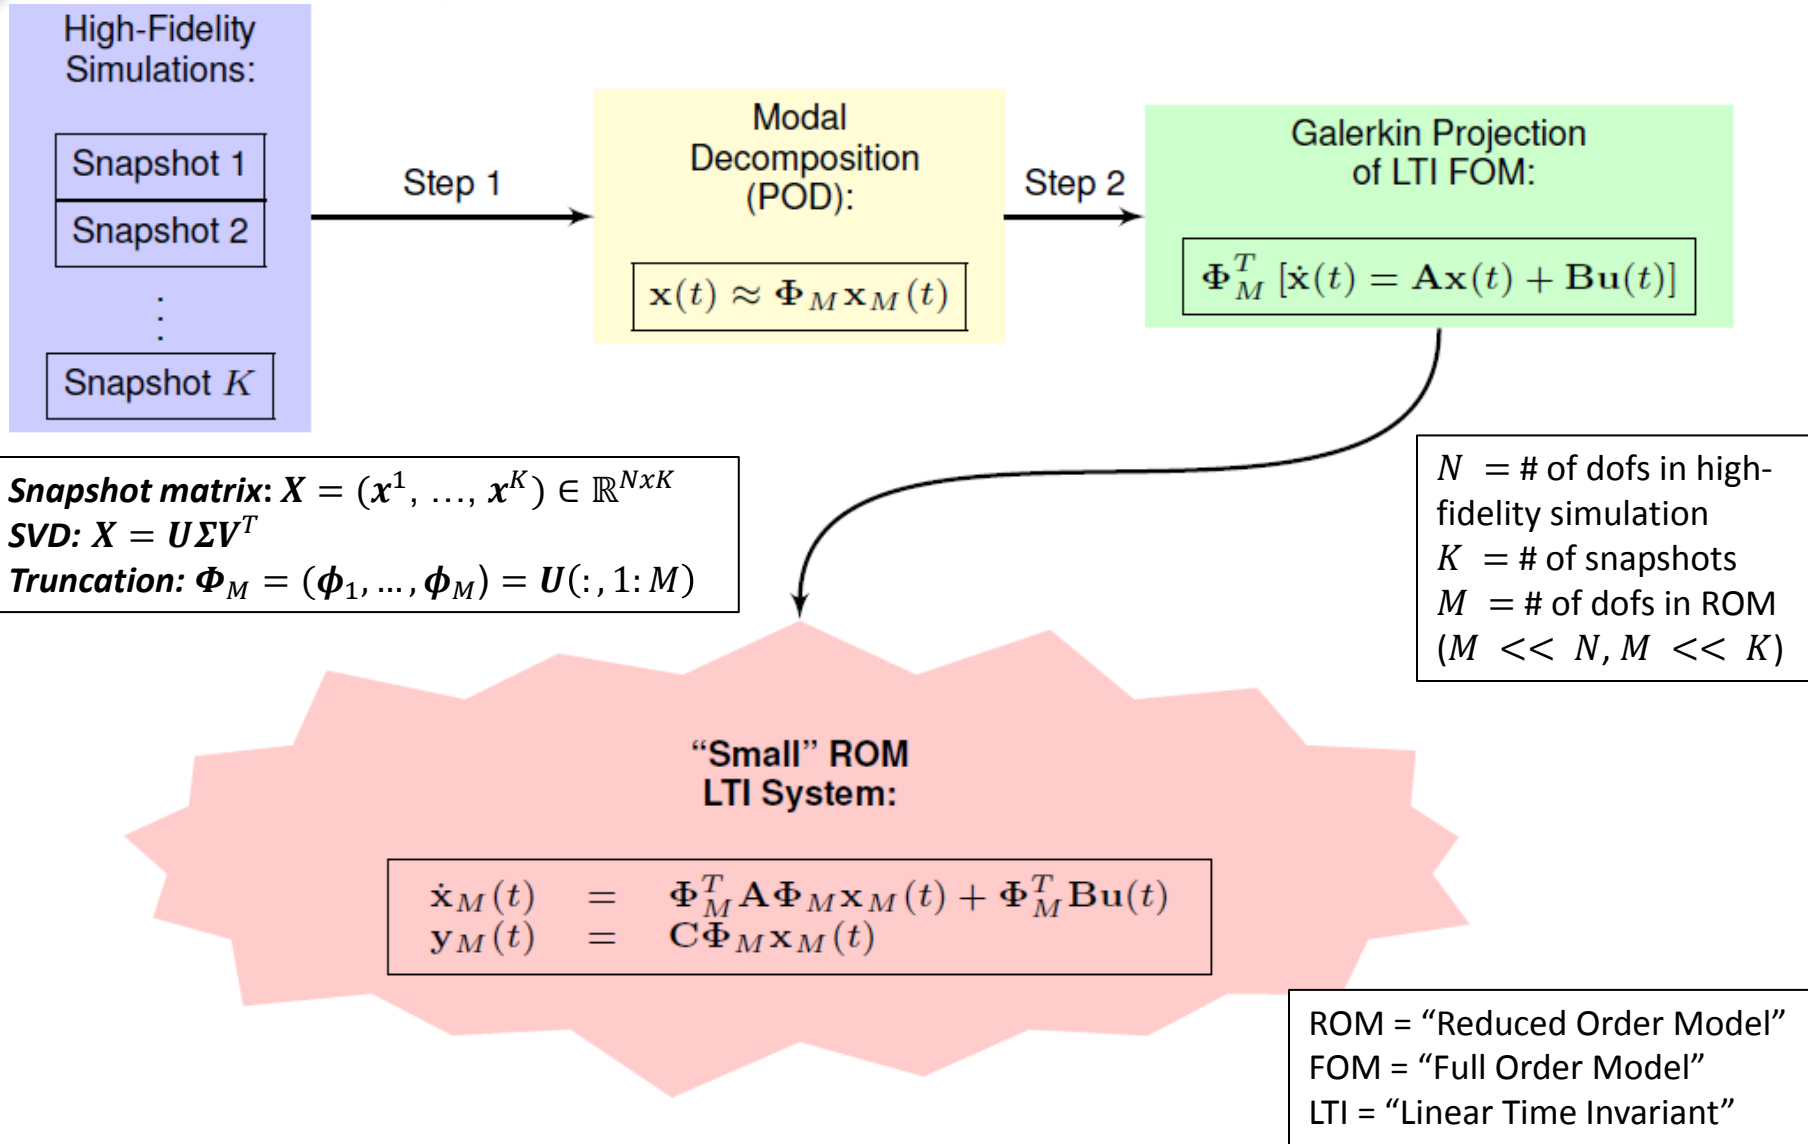 High-Fidelity
Simulations:
Snapshot 1
Snapshot 2
⋮
Snapshot K
Step 1
Modal
Decomposition
(POD):
x(t) ≈ Φ_M x_M(t)
Step 2
Galerkin Projection
of LTI FOM:
Φ_M^T [ẋ(t) = Ax(t) + Bu(t)]
Snapshot matrix: X = (x^1, …, x^K) ∈ ℝ^{NxK}
SVD: X = UΣV^T
Truncation: Φ_M = (ϕ_1, … , ϕ_M) = U(:, 1: M)
N = # of dofs in high-
fidelity simulation
K = # of snapshots
M = # of dofs in ROM
(M << N, M << K)
“Small” ROM
LTI System:
ẋ_M(t) = Φ_M^T AΦ_M x_M(t) + Φ_M^T Bu(t)
y_M(t) = CΦ_M x_M(t)
ROM = “Reduced Order Model”
FOM = “Full Order Model”
LTI = “Linear Time Invariant”